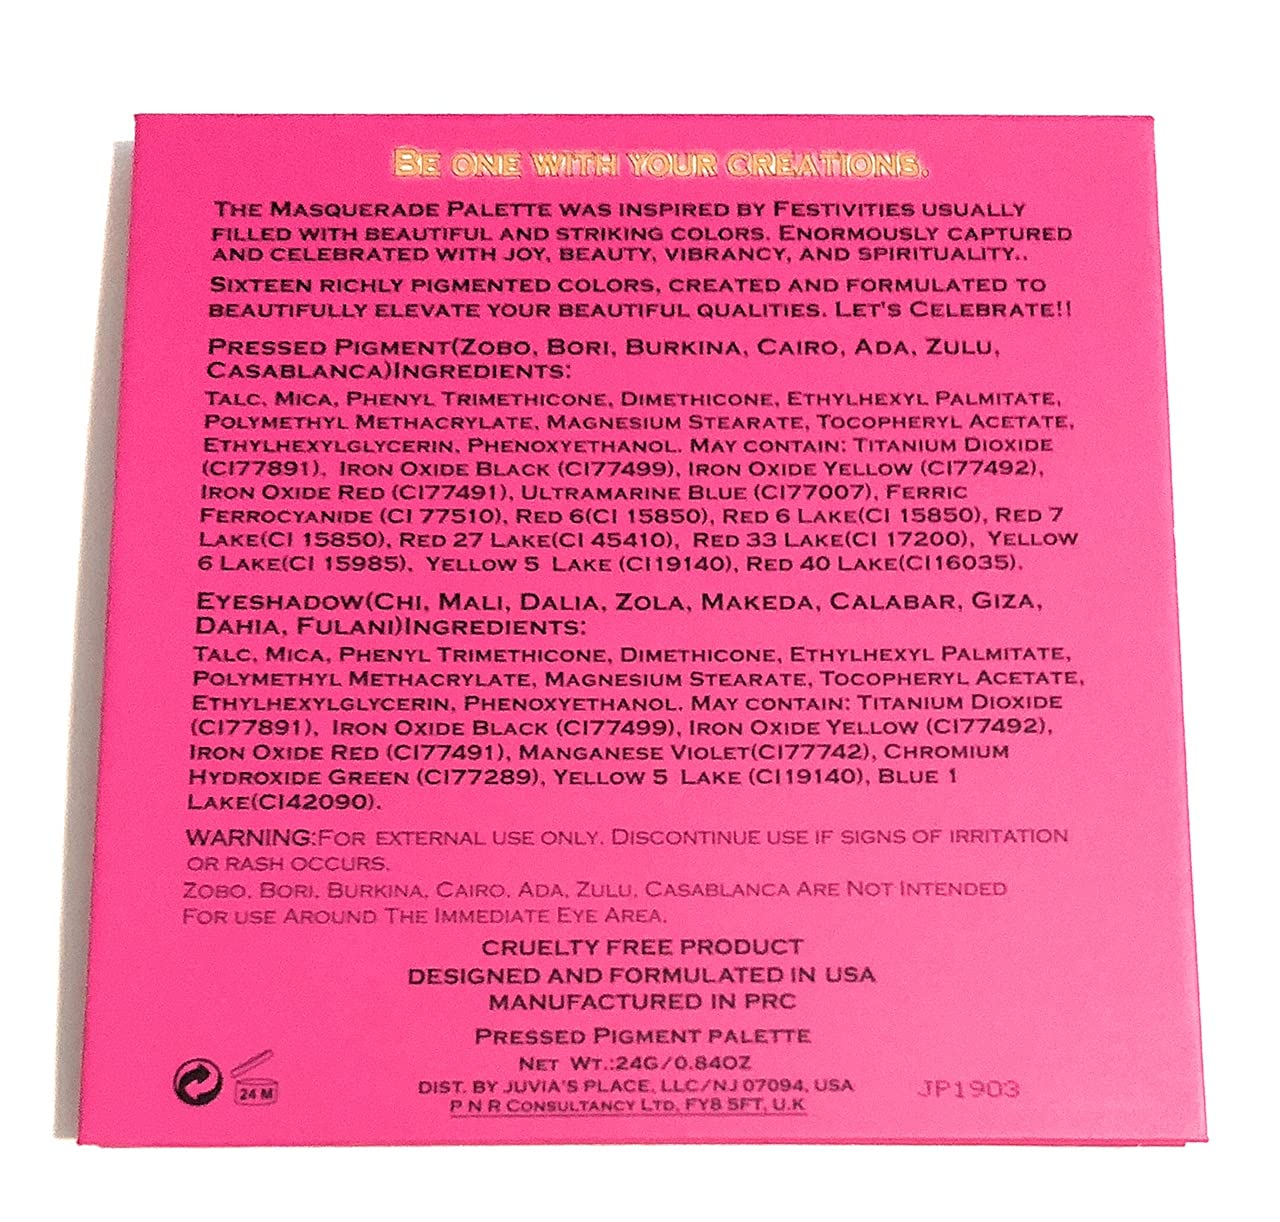 BE ONE WITH YOUR CREATIONS.
THE MASQUERADE PALETTE WAS INSPIRED BY FESTIVITIES USUALLY
FILLED WITH BEAUTIFUL AND STRIKING COLORS. ENORMOUSLY CAPTURED
AND CELEBRATED WITH JOY, BEAUTY, VIBRANCY, AND SPIRITUALITY..
SIXTEEN RICHLY PIGMENTED COLORS, CREATED AND FORMULATED TO
BEAUTIFULLY ELEVATE YOUR BEAUTIFUL QUALITIES. LET'S CELEBRATE!!
PRESSED PIGMENT(ZOBO, BORI, BURKINA, CAIRO, ADA, ZULU,
CASABLANCA)INGREDIENTS:
TALC, MICA, PHENYL TRIMETHICONE, DIMETHICONE, ETHYLHEXYL PALMITATE,
POLYMETHYL METHACRYLATE, MAGNESIUM STEARATE, TOCOPHERYL ACETATE,
ETHYLHEXYLGLYCERIN, PHENOXYETHANOL. MAY CONTAIN: TITANIUM DIOXIDE
(CI77891), IRON OXIDE BLACK (CI77499), IRON OXIDE YELLOW (CI77492),
IRON OXIDE RED (CI77491), ULTRAMARINE BLUE (CI77007), FERRIC
FERROCYANIDE (CI 77510), RED 6(CI 15850), RED 6 LAKE(CI 15850), RED 7
LAKE(CI 15850), RED 27 LAKE(CI 45410), RED 33 LAKE(CI 17200), YELLOW
6 LAKE(CI 15985). YELLOW 5 LAKE (CI19140), RED 40 LAKE(CI16035).
EYESHADOW(CHI, MALI, DALIA, ZOLA, MAKEDA, CALABAR, GIZA,
DAHIA, FULANI)INGREDIENTS:
TALC, MICA, PHENYL TRIMETHICONE, DIMETHICONE, ETHYLHEXYL PALMITATE,
POLYMETHYL METHACRYLATE, MAGNESIUM STEARATE, TOCOPHERYL ACETATE,
ETHYLHEXYLGLYCERIN, PHENOXYETHANOL. MAY CONTAIN: TITANIUM DIOXIDE
(CI77891), IRON OXIDE BLACK (CI77499), IRON OXIDE YELLOW (CI77492),
IRON OXIDE RED (CI77491), MANGANESE VIOLET(CI77742), CHROMIUM
HYDROXIDE GREEN (CI77289), YELLOW 5 LAKE (CI19140), BLUE 1
LAKE(CI42090).
WARNING:FOR EXTERNAL USE ONLY. DISCONTINUE USE IF SIGNS OF IRRITATION
OR RASH OCCURS.
ZOBO, BORI, BURKINA, CAIRO, ADA, ZULU, CASABLANCA ARE NOT INTENDED
FOR USE AROUND THE IMMEDIATE EYE AREA.
CRUELTY FREE PRODUCT
DESIGNED AND FORMULATED IN USA
MANUFACTURED IN PRC
PRESSED PIGMENT PALETTE
NET WT.:24G/0.84OZ
DIST. BY JUVIA'S PLACE, LLC/NJ 07094, USA
P N R CONSULTANCY LTD, FY8 5FT, U.K
24 M
JP1903